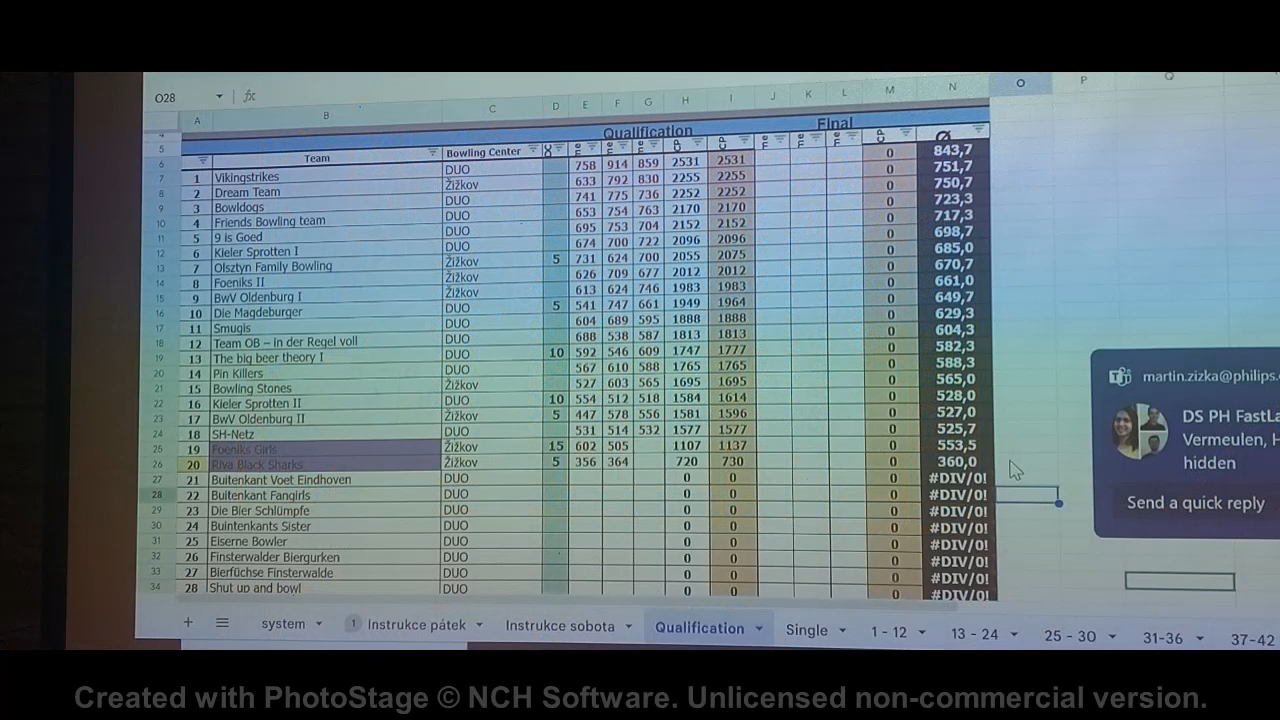 O28 fx
A B C D E F G H I J K L M N O P Q
4 Qualification Final
5 Team Bowling Center CP CP CP Ø
6 1 Vikingstrikes DUO 758 914 859 2531 2531 0 843,7
7 2 Dream Team Žižkov 633 792 830 2255 2255 0 751,7
8 3 Bowldogs DUO 741 775 736 2252 2252 0 750,7
9 4 Friends Bowling team DUO 653 754 763 2170 2170 0 723,3
10 5 9 is Goed DUO 695 753 704 2152 2152 0 717,3
11 6 Kieler Sprotten I DUO 674 700 722 2096 2096 0 698,7
12 7 Olsztyn Family Bowling Žižkov 5 731 624 700 2055 2075 0 685,0
13 8 Foeniks II Žižkov 626 709 677 2012 2012 0 670,7
14 9 BwV Oldenburg I Žižkov 613 624 746 1983 1983 0 661,0
15 10 Die Magdeburger DUO 5 541 747 661 1949 1964 0 649,7
16 11 Smugis DUO 604 689 595 1888 1888 0 629,3
17 12 Team OB – in der Regel voll DUO 688 538 587 1813 1813 0 604,3
18 13 The big beer theory I DUO 10 592 546 609 1747 1777 0 582,3
19 14 Pin Killers DUO 567 610 588 1765 1765 0 588,3
20 15 Bowling Stones Žižkov 527 603 565 1695 1695 0 565,0
21 16 Kieler Sprotten II DUO 10 554 512 518 1584 1614 0 528,0
22 17 BwV Oldenburg II Žižkov 5 447 578 556 1581 1596 0 527,0
23 18 SH-Netz DUO 531 514 532 1577 1577 0 525,7
24 19 Foeniks Girls Žižkov 15 602 505 1107 1137 0 553,5
25 20 Riva Black Sharks Žižkov 5 356 364 720 730 0 360,0
26 21 Buitenkant Voet Eindhoven DUO 0 0 0 #DIV/0!
27 22 Buitenkant Fangirls DUO 0 0 0 #DIV/0!
28 23 Die Bier Schlümpfe DUO 0 0 0 #DIV/0!
29 24 Buintenkants Sister DUO 0 0 0 #DIV/0!
30 25 Eiserne Bowler DUO 0 0 0 #DIV/0!
31 26 Finsterwalder Biergurken DUO 0 0 0 #DIV/0!
32 27 Bierfüchse Finsterwalde DUO 0 0 0 #DIV/0!
33 28 Shut up and bowl DUO 0 0 0 #DIV/0!
34
martin.zizka@philips.
DS PH FastLa
Vermeulen, H
hidden
Send a quick reply
+ ≡ system 1 Instrukce pátek Instrukce sobota Qualification Single 1 - 12 13 - 24 25 - 30 31-36 37-42
Created with PhotoStage © NCH Software. Unlicensed non-commercial version.